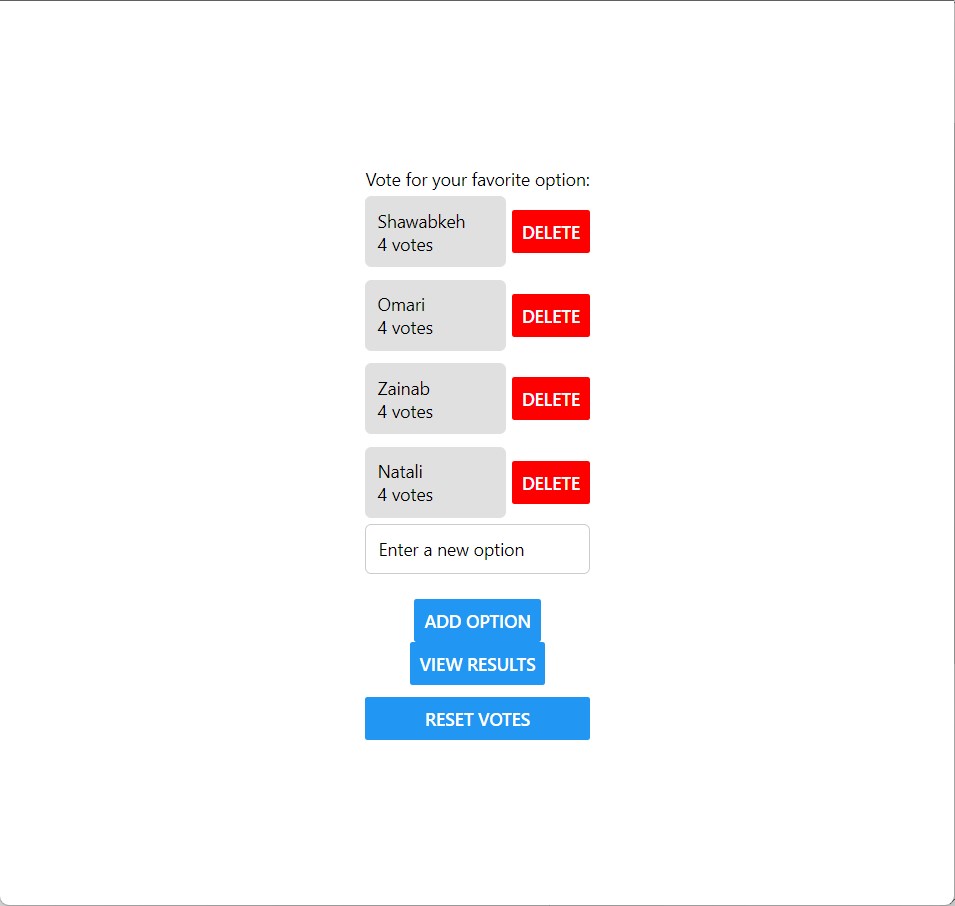 Vote for your favorite option:
Shawabkeh
4 votes
DELETE
Omari
4 votes
DELETE
Zainab
4 votes
DELETE
Natali
4 votes
DELETE
Enter a new option
ADD OPTION
VIEW RESULTS
RESET VOTES